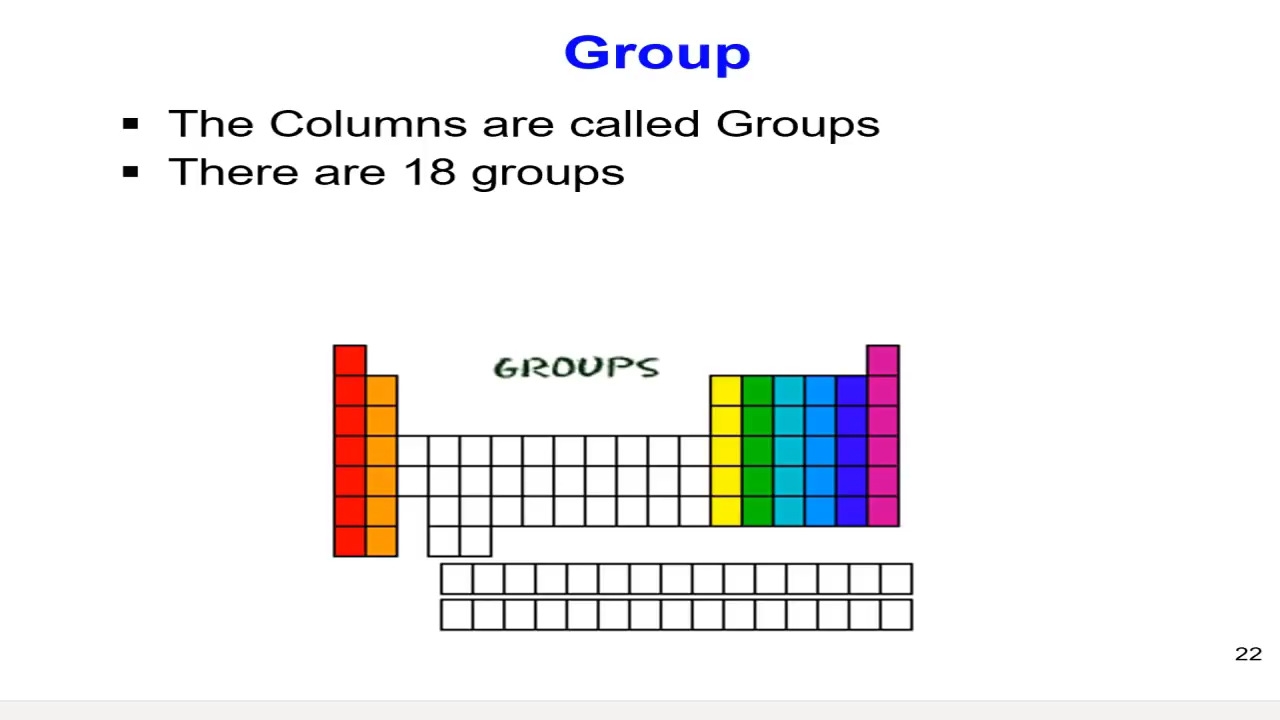 Group
▪ The Columns are called Groups
▪ There are 18 groups
GROUPS
22